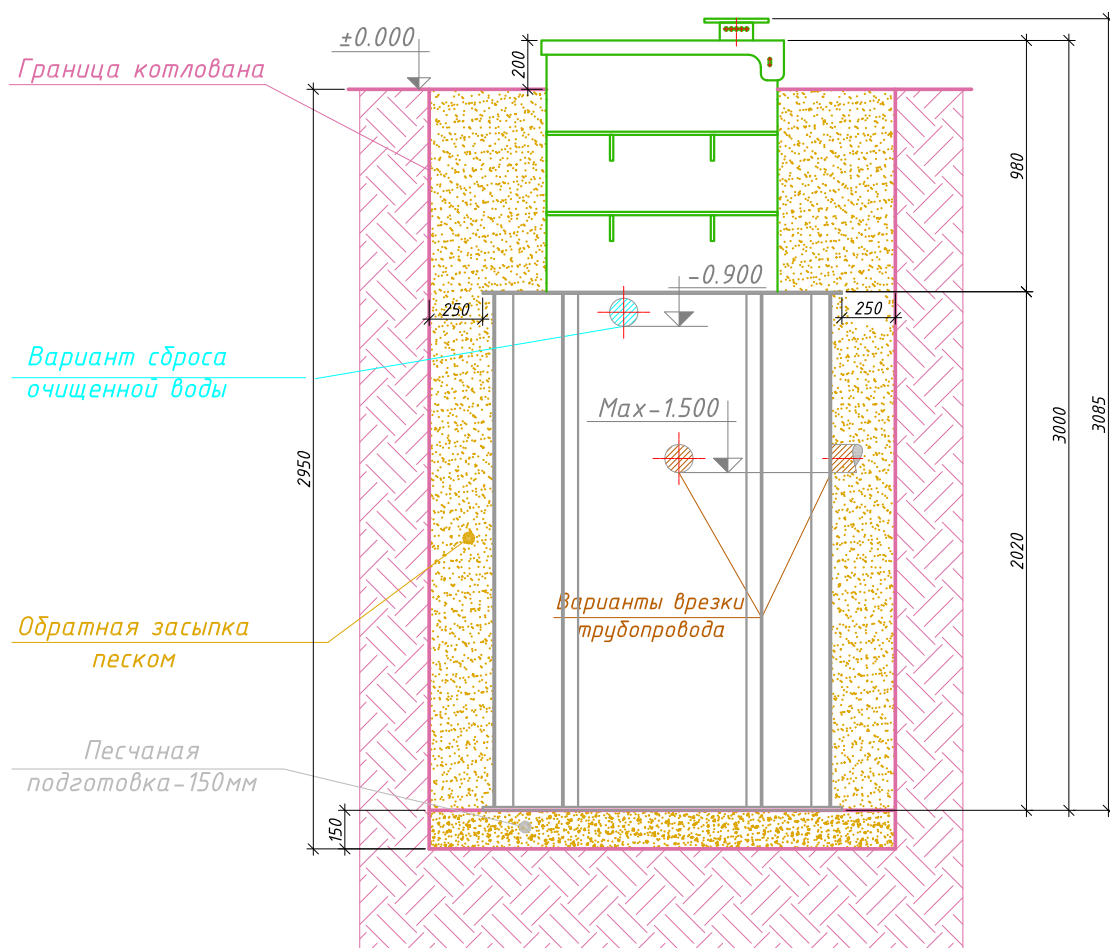 ±0.000
200
Граница котлована
980
-0.900
250
250
Вариант сброса
очищенной воды
Max-1.500
3085
3000
2950
2020
Варианты врезки
трубопровода
Обратная засыпка
песком
Песчаная
подготовка-150мм
150